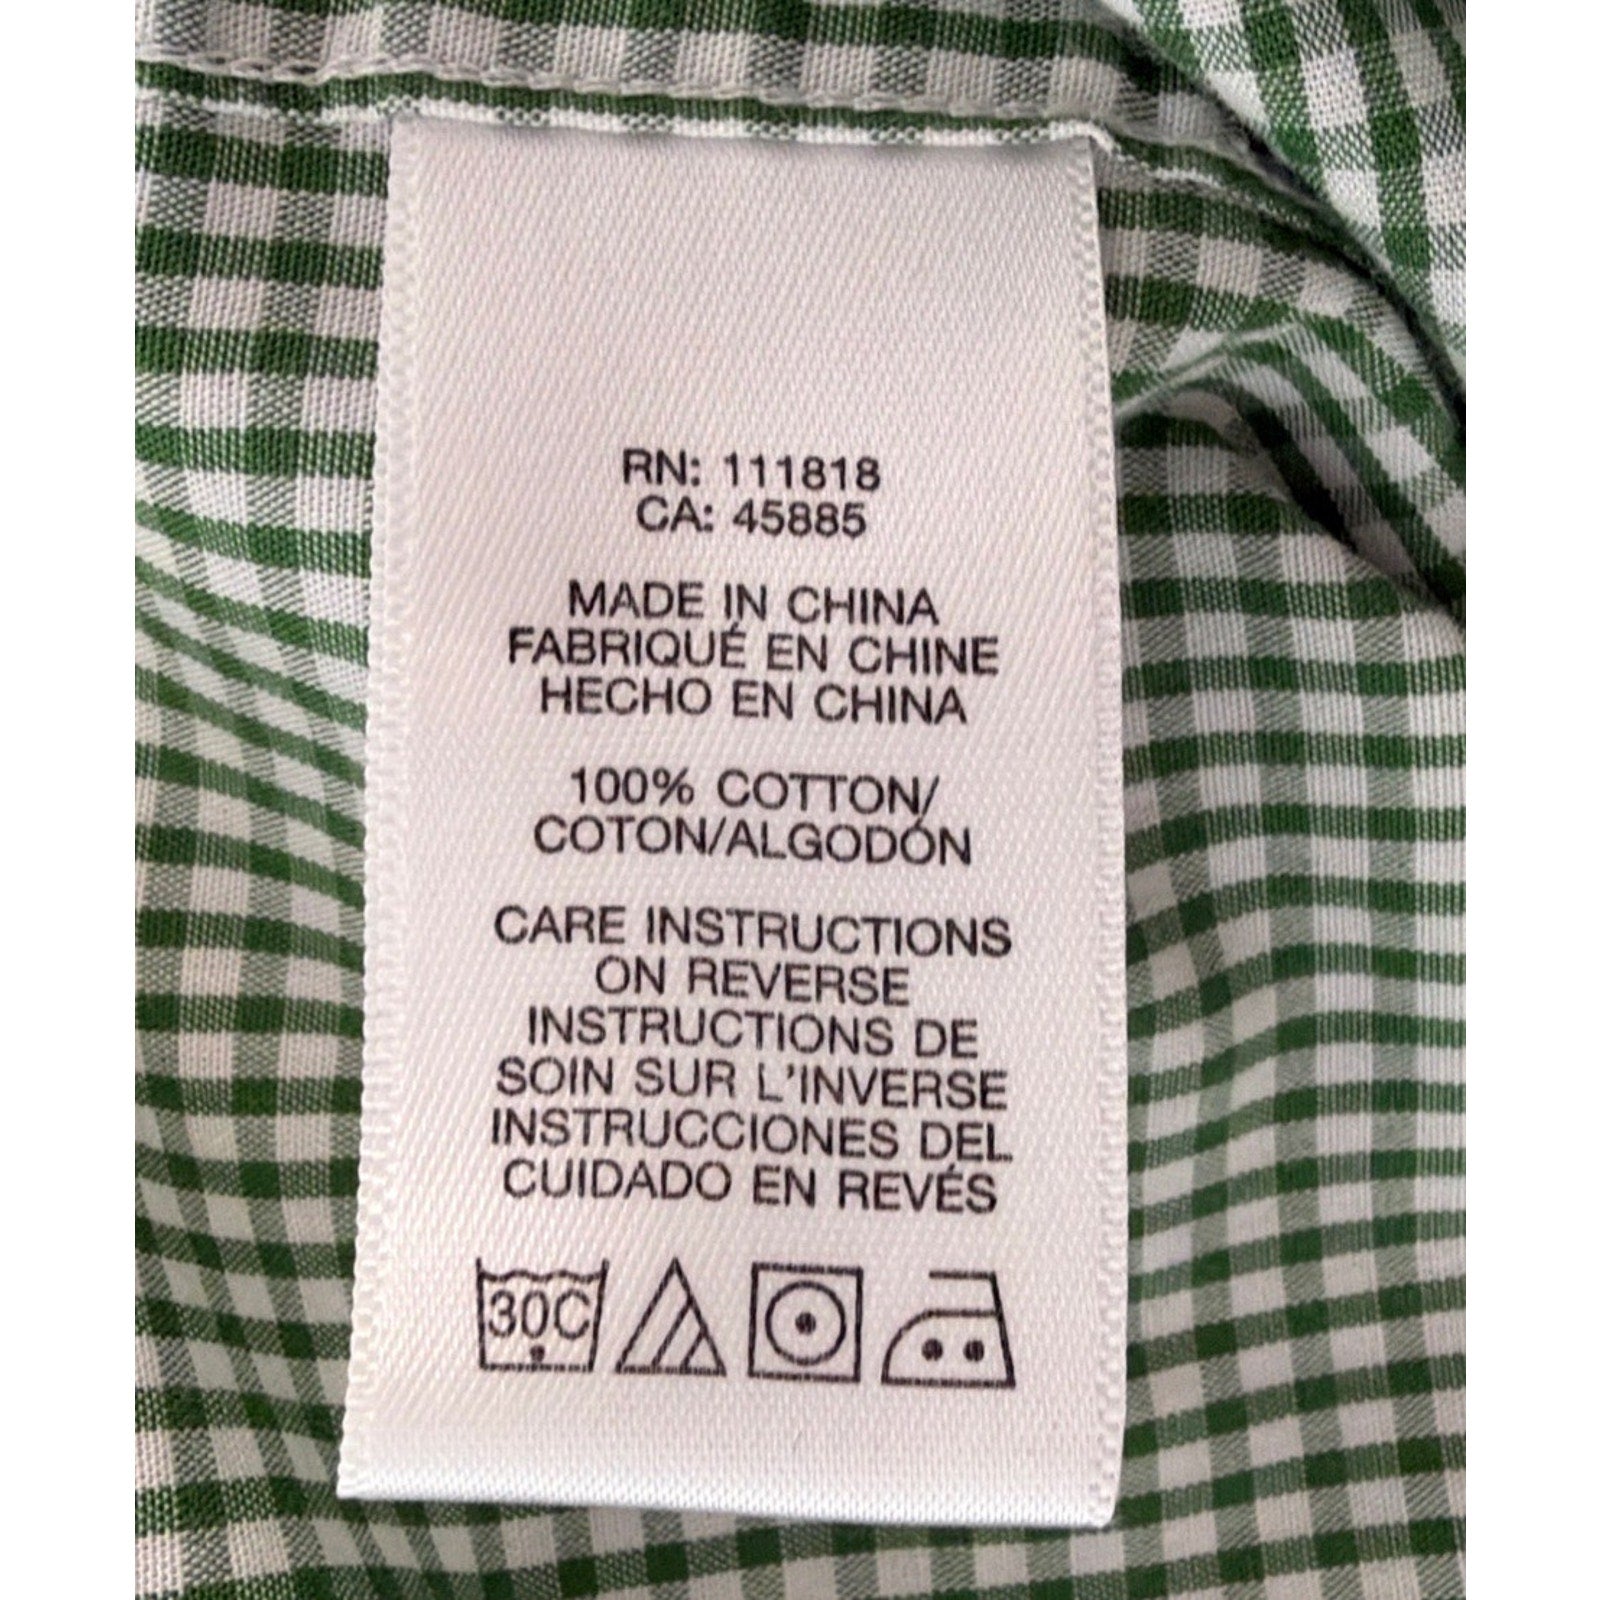 RN: 111818
CA: 45885
MADE IN CHINA
FABRIQUÉ EN CHINE
HECHO EN CHINA
100% COTTON/
COTON/ALGODÓN
CARE INSTRUCTIONS
ON REVERSE
INSTRUCTIONS DE
SOIN SUR L'INVERSE
INSTRUCCIONES DEL
CUIDADO EN REVÉS
30C